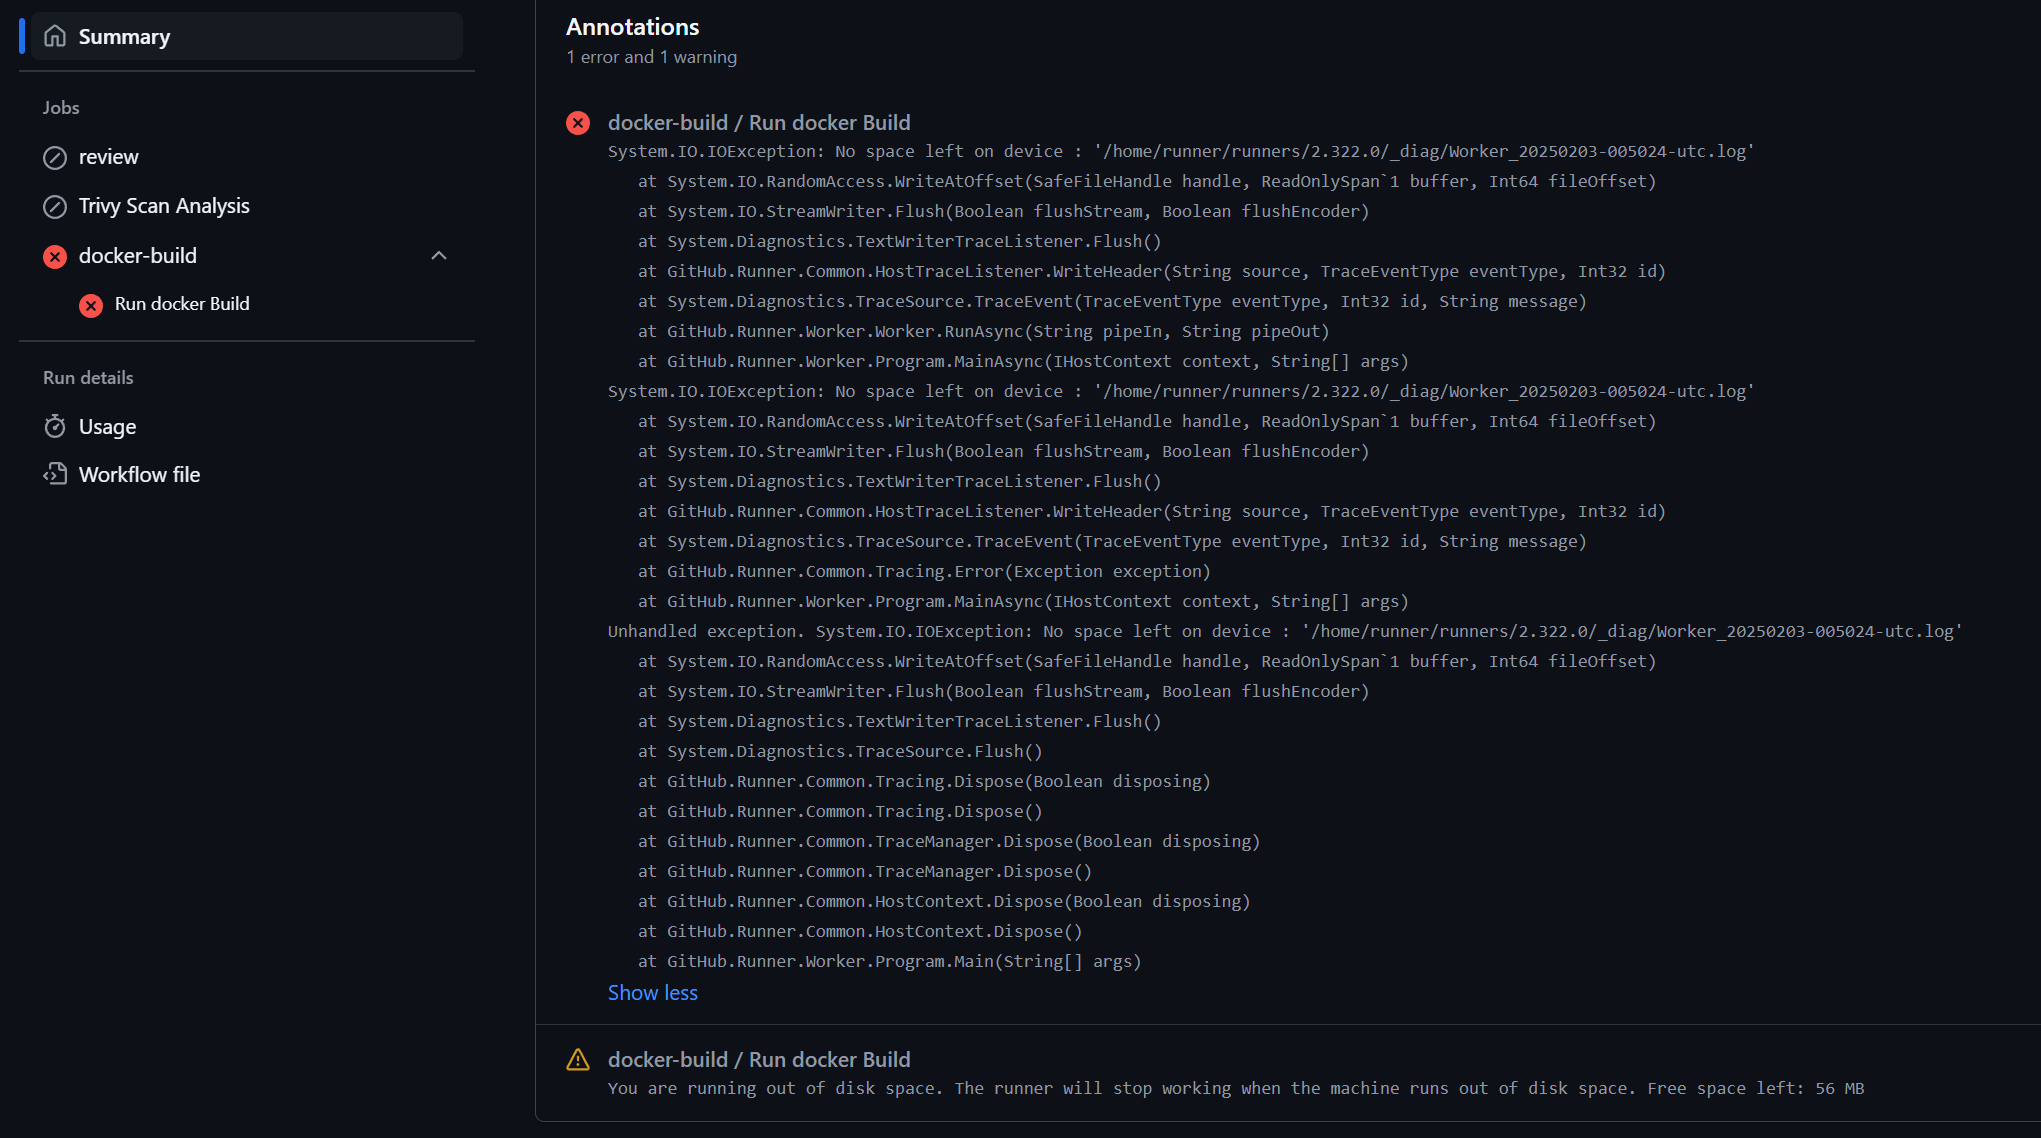 Summary
Jobs
review
Trivy Scan Analysis
docker-build
Run docker Build
Run details
Usage
Workflow file
Annotations
1 error and 1 warning
docker-build / Run docker Build
System.IO.IOException: No space left on device : '/home/runner/runners/2.322.0/_diag/Worker_20250203-005024-utc.log'
at System.IO.RandomAccess.WriteAtOffset(SafeFileHandle handle, ReadOnlySpan`1 buffer, Int64 fileOffset)
at System.IO.StreamWriter.Flush(Boolean flushStream, Boolean flushEncoder)
at System.Diagnostics.TextWriterTraceListener.Flush()
at GitHub.Runner.Common.HostTraceListener.WriteHeader(String source, TraceEventType eventType, Int32 id)
at System.Diagnostics.TraceSource.TraceEvent(TraceEventType eventType, Int32 id, String message)
at GitHub.Runner.Worker.Worker.RunAsync(String pipeIn, String pipeOut)
at GitHub.Runner.Worker.Program.MainAsync(IHostContext context, String[] args)
System.IO.IOException: No space left on device : '/home/runner/runners/2.322.0/_diag/Worker_20250203-005024-utc.log'
at System.IO.RandomAccess.WriteAtOffset(SafeFileHandle handle, ReadOnlySpan`1 buffer, Int64 fileOffset)
at System.IO.StreamWriter.Flush(Boolean flushStream, Boolean flushEncoder)
at System.Diagnostics.TextWriterTraceListener.Flush()
at GitHub.Runner.Common.HostTraceListener.WriteHeader(String source, TraceEventType eventType, Int32 id)
at System.Diagnostics.TraceSource.TraceEvent(TraceEventType eventType, Int32 id, String message)
at GitHub.Runner.Common.Tracing.Error(Exception exception)
at GitHub.Runner.Worker.Program.MainAsync(IHostContext context, String[] args)
Unhandled exception. System.IO.IOException: No space left on device : '/home/runner/runners/2.322.0/_diag/Worker_20250203-005024-utc.log'
at System.IO.RandomAccess.WriteAtOffset(SafeFileHandle handle, ReadOnlySpan`1 buffer, Int64 fileOffset)
at System.IO.StreamWriter.Flush(Boolean flushStream, Boolean flushEncoder)
at System.Diagnostics.TextWriterTraceListener.Flush()
at System.Diagnostics.TraceSource.Flush()
at GitHub.Runner.Common.Tracing.Dispose(Boolean disposing)
at GitHub.Runner.Common.Tracing.Dispose()
at GitHub.Runner.Common.TraceManager.Dispose(Boolean disposing)
at GitHub.Runner.Common.TraceManager.Dispose()
at GitHub.Runner.Common.HostContext.Dispose(Boolean disposing)
at GitHub.Runner.Common.HostContext.Dispose()
at GitHub.Runner.Worker.Program.Main(String[] args)
Show less
docker-build / Run docker Build
You are running out of disk space. The runner will stop working when the machine runs out of disk space. Free space left: 56 MB